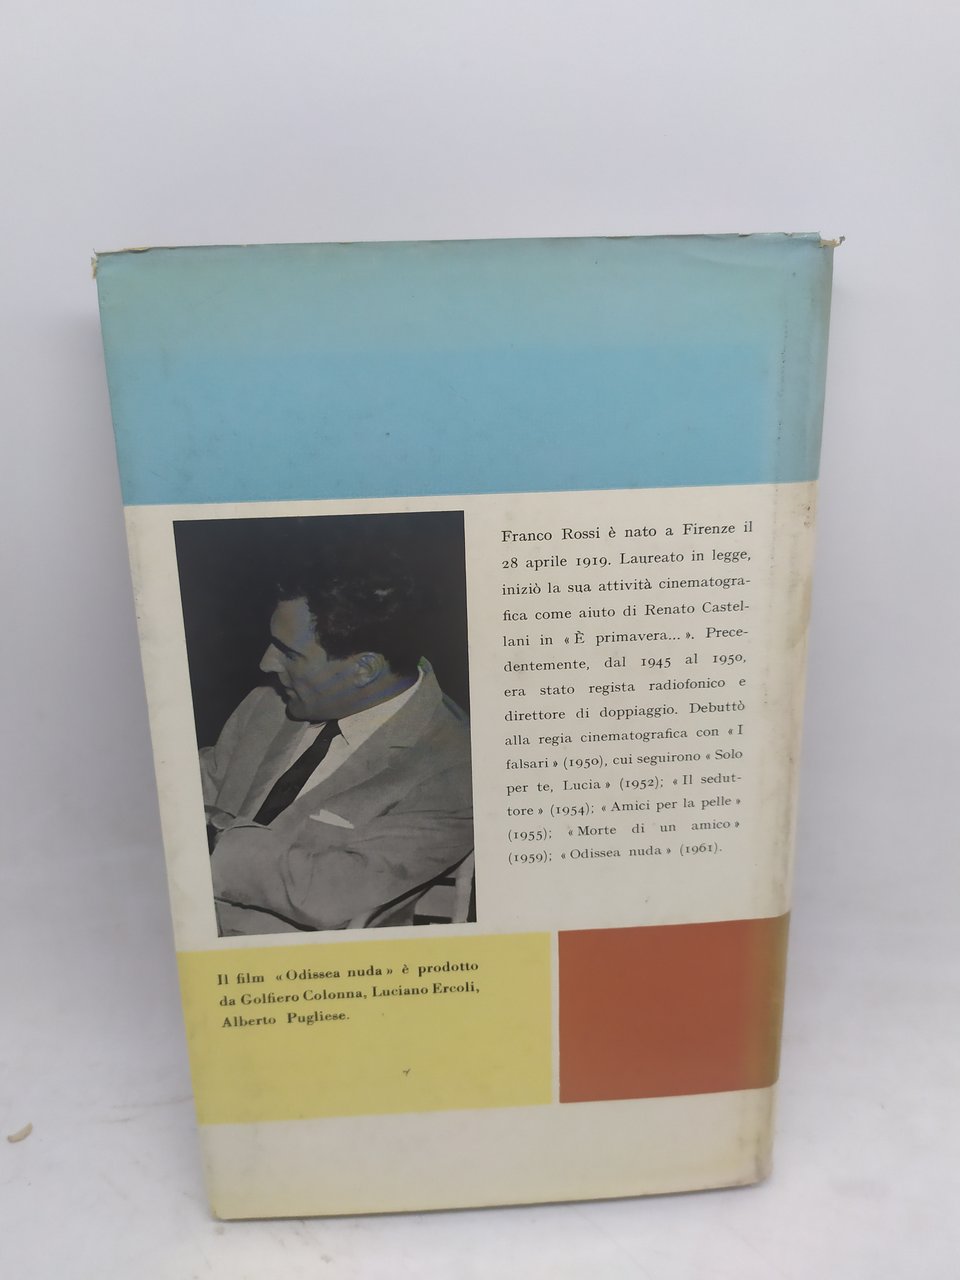 Franco Rossi è nato a Firenze il
28 aprile 1919. Laureato in legge,
iniziò la sua attività cinematogra-
fica come aiuto di Renato Castel-
lani in « È primavera... ». Prece-
dentemente, dal 1945 al 1950,
era stato regista radiofonico e
direttore di doppiaggio. Debuttò
alla regia cinematografica con « I
falsari » (1950), cui seguirono « Solo
per te, Lucia » (1952); « Il sedut-
tore » (1954); « Amici per la pelle »
(1955); « Morte di un amico »
(1959); « Odissea nuda » (1961).
Il film « Odissea nuda » è prodotto
da Golfiero Colonna, Luciano Ercoli,
Alberto Pugliese.